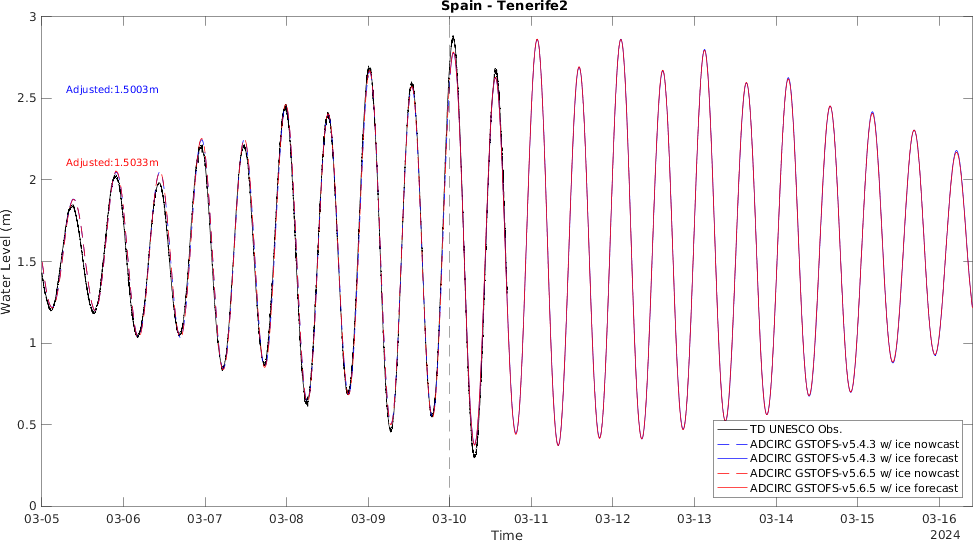 Spain - Tenerife2
3
2.5
2
1.5
1
0.5
0
Water Level (m)
Adjusted:1.5003m
Adjusted:1.5033m
TD UNESCO Obs.
ADCIRC GSTOFS-v5.4.3 w/ ice nowcast
ADCIRC GSTOFS-v5.4.3 w/ ice forecast
ADCIRC GSTOFS-v5.6.5 w/ ice nowcast
ADCIRC GSTOFS-v5.6.5 w/ ice forecast
03-05 03-06 03-07 03-08 03-09 03-10 03-11 03-12 03-13 03-14 03-15 03-16
Time
2024